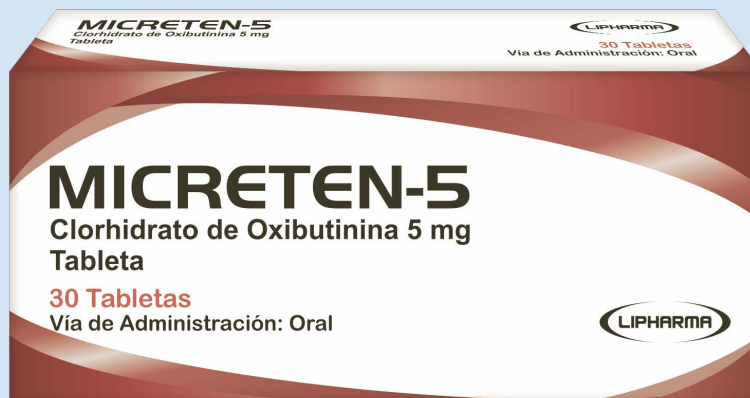 MICRETEN-5
Clorhidrato de Oxibutinina 5 mg
Tableta
LIPHARMA
30 Tabletas
Vía de Administración: Oral
MICRETEN-5
Clorhidrato de Oxibutinina 5 mg
Tableta
30 Tabletas
Vía de Administración: Oral
LIPHARMA